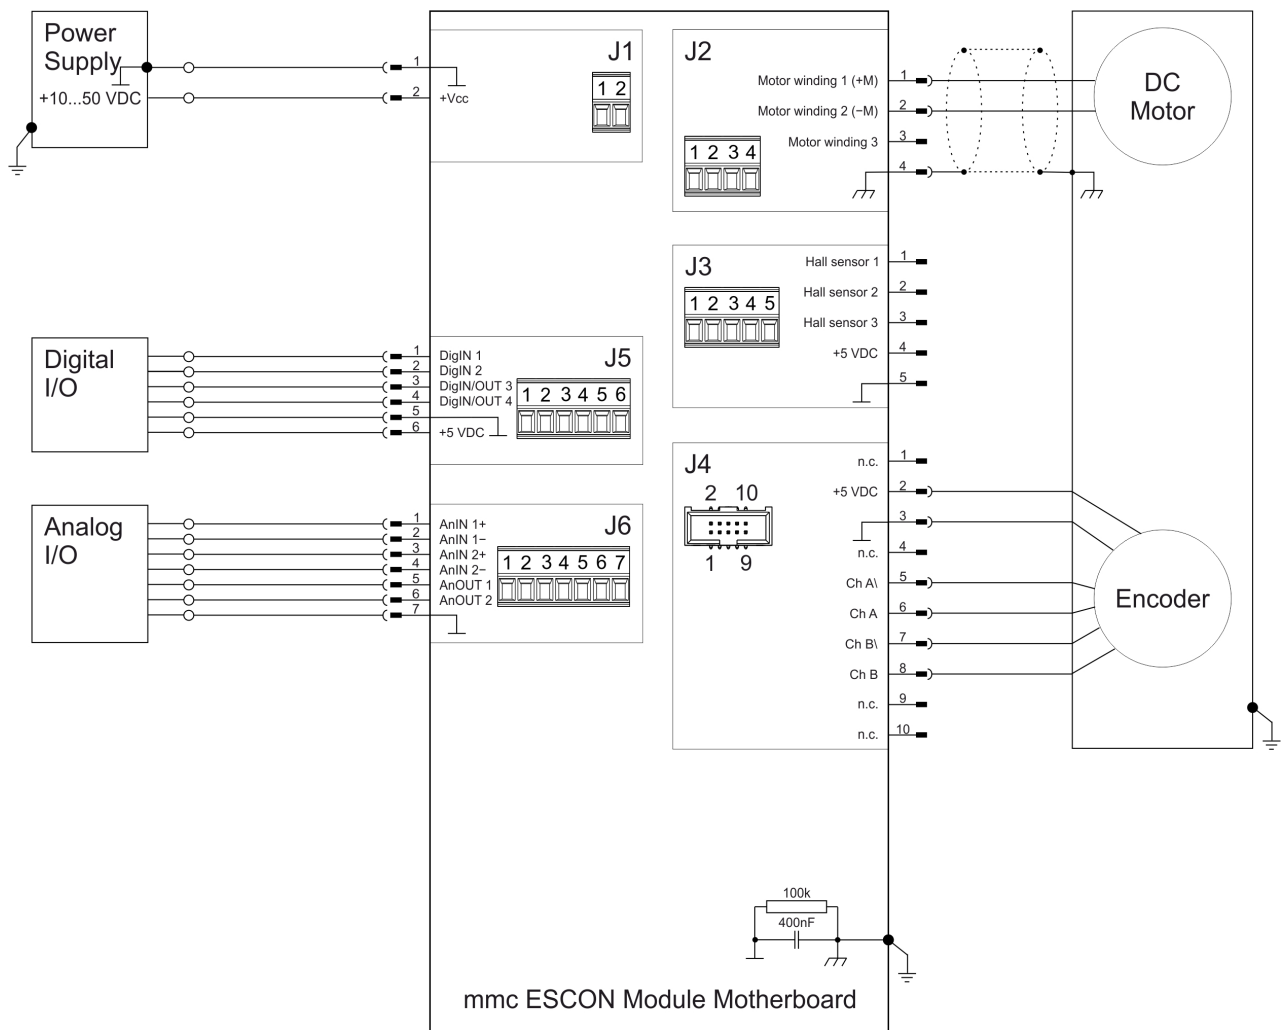 Power
Supply
+10...50 VDC
1
2
+Vcc
J1
1 2
J2
Motor winding 1 (+M)
1
Motor winding 2 (−M)
2
Motor winding 3
3
4
1 2 3 4
DC
Motor
J3
Hall sensor 1
1
Hall sensor 2
2
Hall sensor 3
3
+5 VDC
4
5
1 2 3 4 5
Digital
I/O
1
DigIN 1
2
DigIN 2
3
DigIN/OUT 3
4
DigIN/OUT 4
5
6
+5 VDC
J5
1 2 3 4 5 6
J4
2 10
1 9
n.c.
1
+5 VDC
2
3
n.c.
4
Ch A\
5
Ch A
6
Ch B\
7
Ch B
8
n.c.
9
n.c.
10
Encoder
Analog
I/O
1
AnIN 1+
2
AnIN 1−
3
AnIN 2+
4
AnIN 2−
5
AnOUT 1
6
AnOUT 2
7
J6
1 2 3 4 5 6 7
100k
400nF
mmc ESCON Module Motherboard